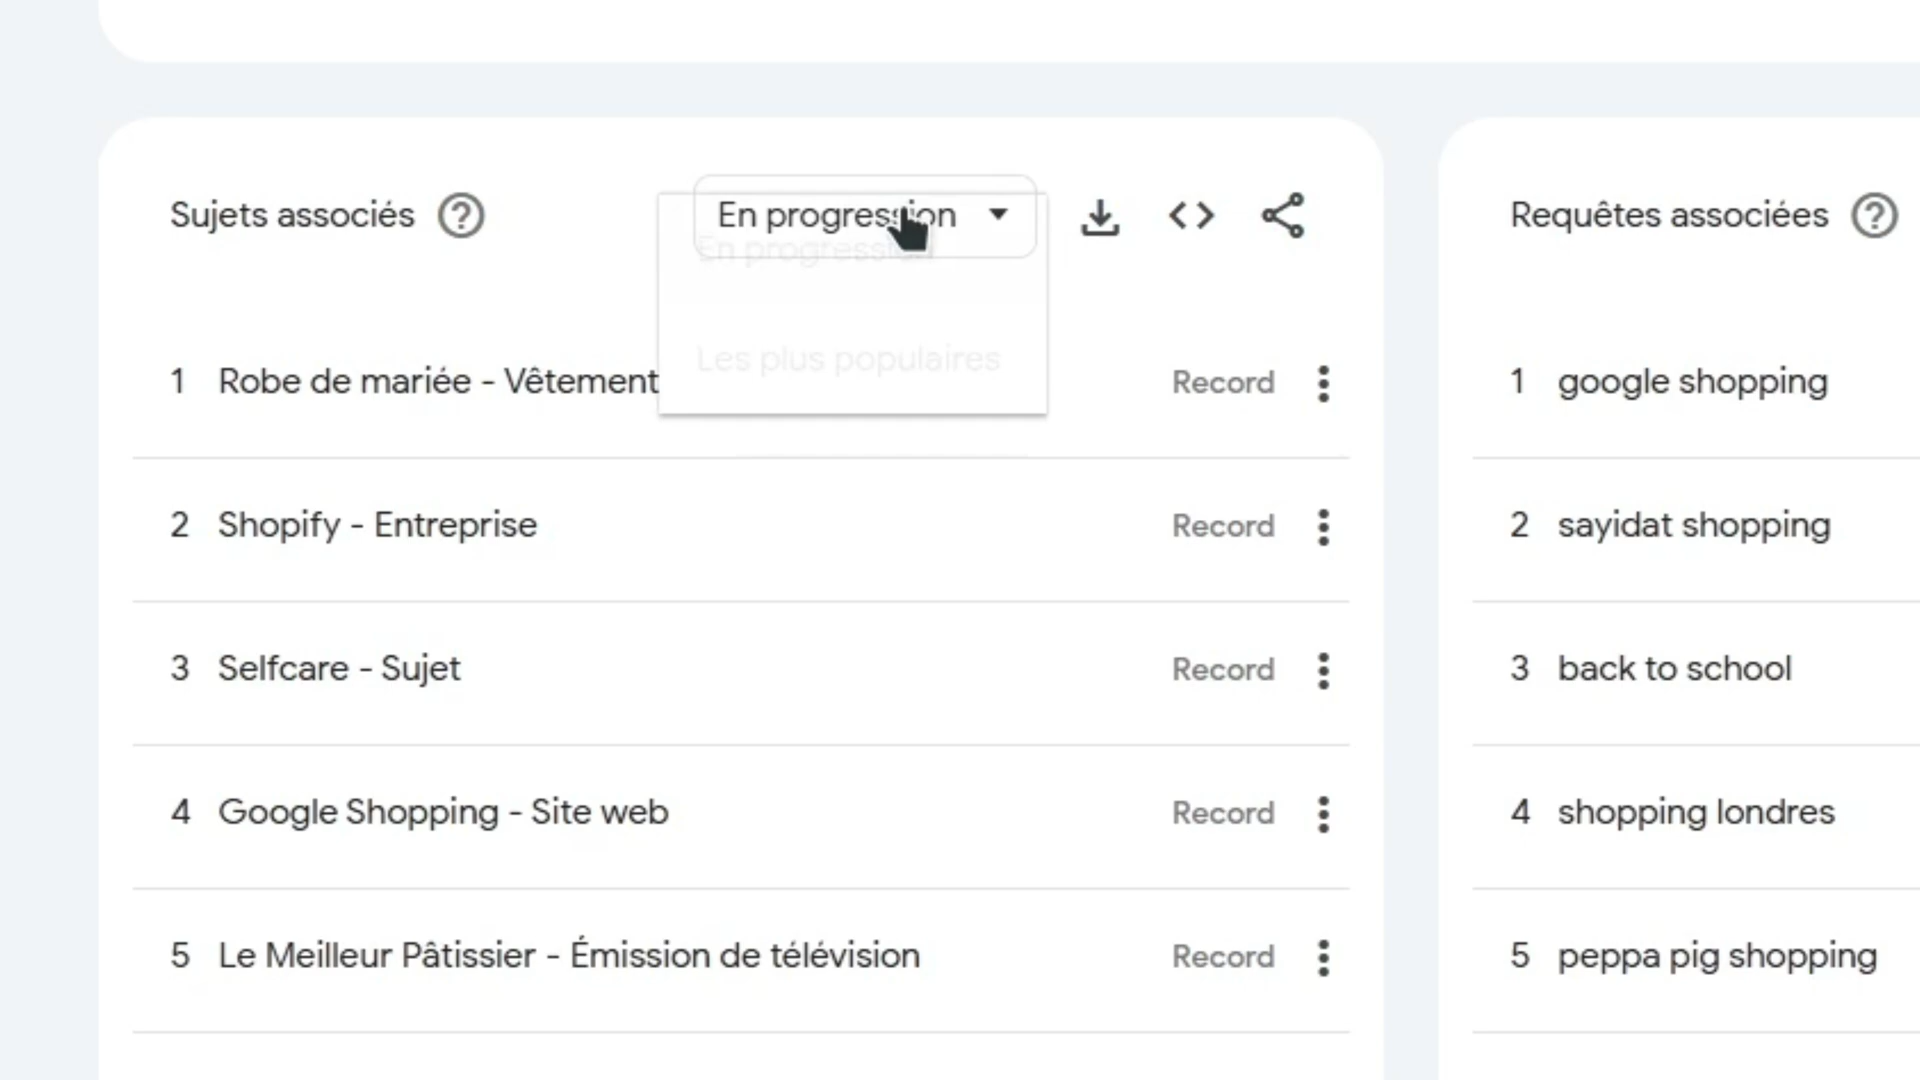 Sujets associés
En progression
En progression
Les plus populaires
1 Robe de mariée - Vêtement
Record
2 Shopify - Entreprise
Record
3 Selfcare - Sujet
Record
4 Google Shopping - Site web
Record
5 Le Meilleur Pâtissier - Émission de télévision
Record
Requêtes associées
1 google shopping
2 sayidat shopping
3 back to school
4 shopping londres
5 peppa pig shopping